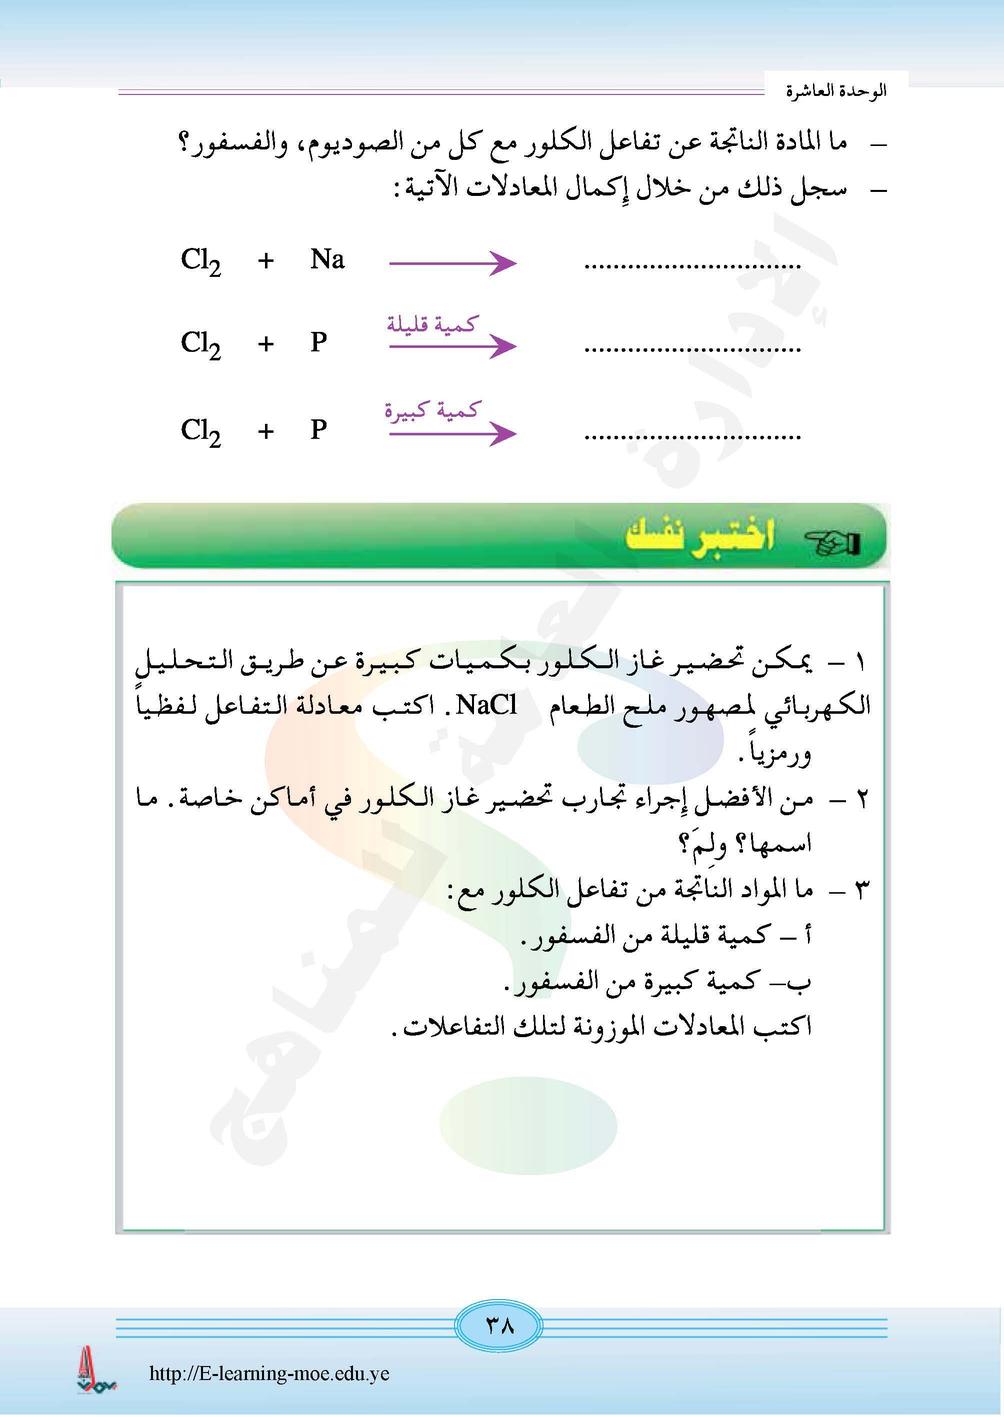 الوحدة العاشرة
– ما المادة الناتجة عن تفاعل الكلور مع كل من الصوديوم، والفسفور؟
– سجل ذلك من خلال إكمال المعادلات الآتية:
Cl2 + Na ..............................
كمية قليلة
Cl2 + P ..............................
كمية كبيرة
Cl2 + P ..............................
اختبر نفسك
١ – يمكن تحضير غاز الكلور بكميات كبيرة عن طريق التحليل
الكهربائي لمصهور ملح الطعام NaCl . اكتب معادلة التفاعل لفظياً
ورمزياً.
٢ – من الأفضل إجراء تجارب تحضير غاز الكلور في أماكن خاصة. ما
اسمها؟ ولِمَ؟
٣ – ما المواد الناتجة من تفاعل الكلور مع:
أ – كمية قليلة من الفسفور.
ب– كمية كبيرة من الفسفور.
اكتب المعادلات الموزونة لتلك التفاعلات.
الإدارة العامة للمناهج
٣٨
http://E-learning-moe.edu.ye